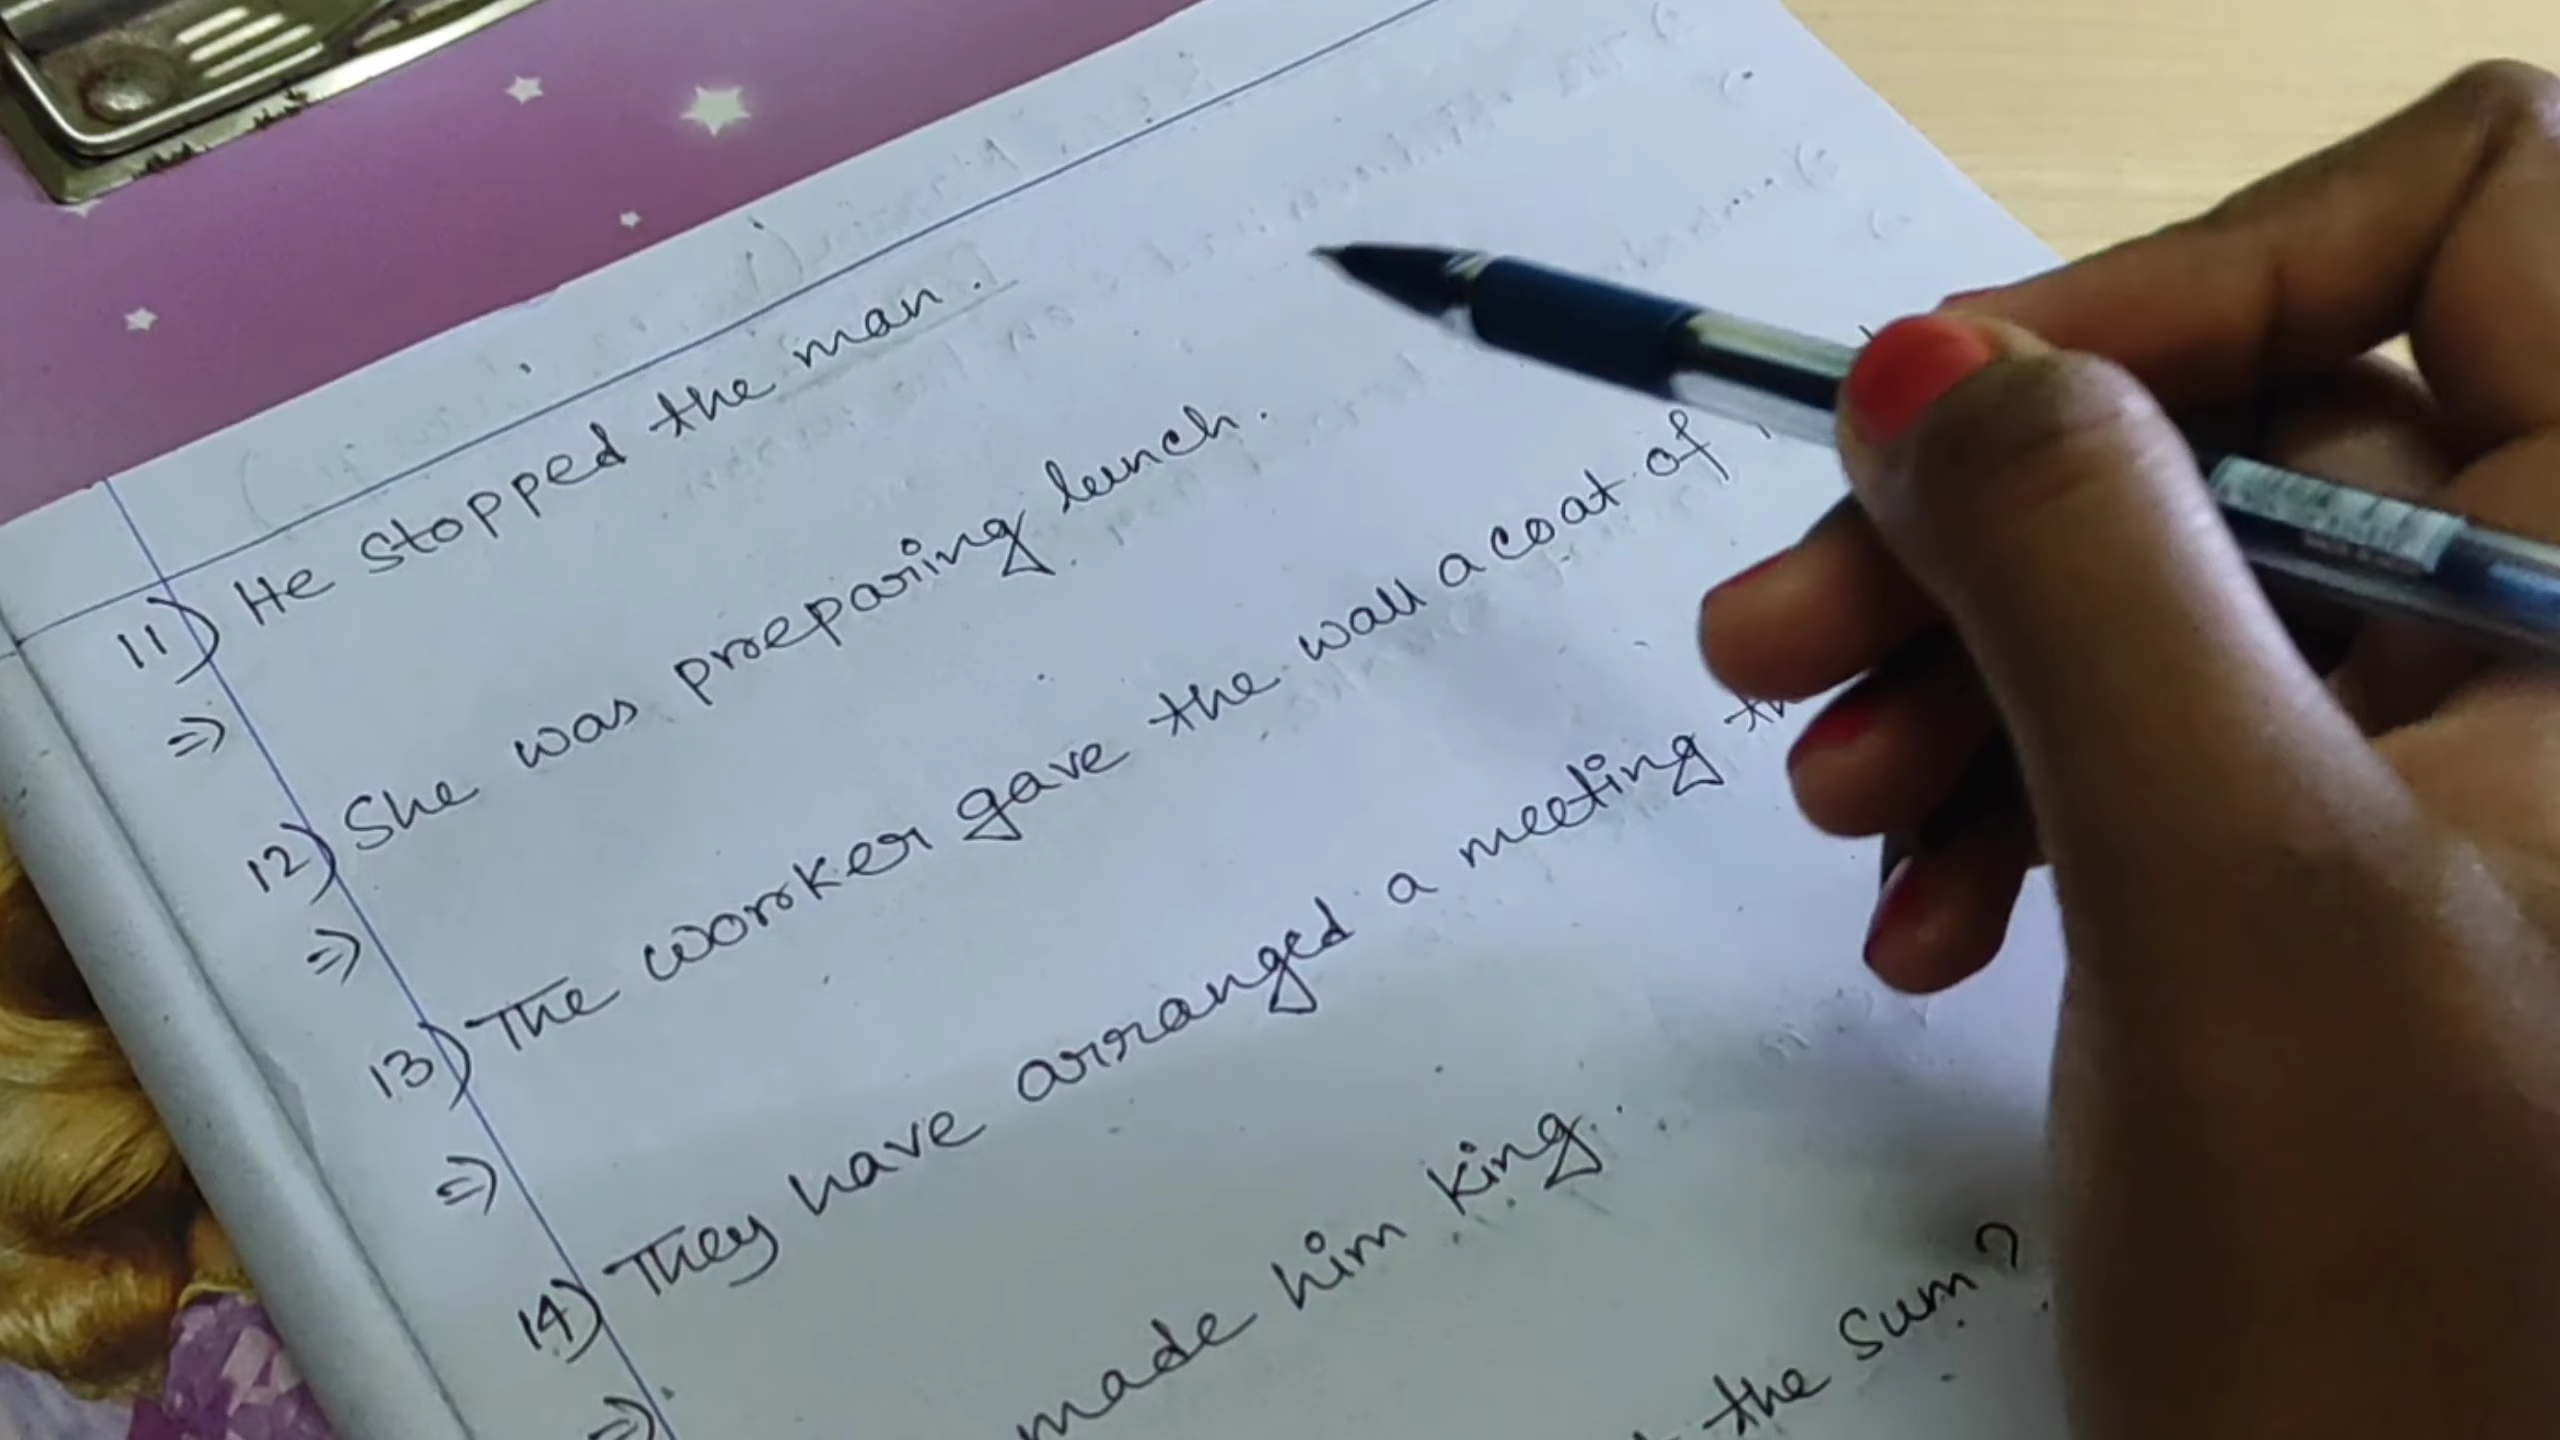 11) He stopped the man.
=>
12) She was preparing lunch.
=>
13) The worker gave the wall a coat of
=>
14) They have arranged a meeting
=>
made him king.
the sum?